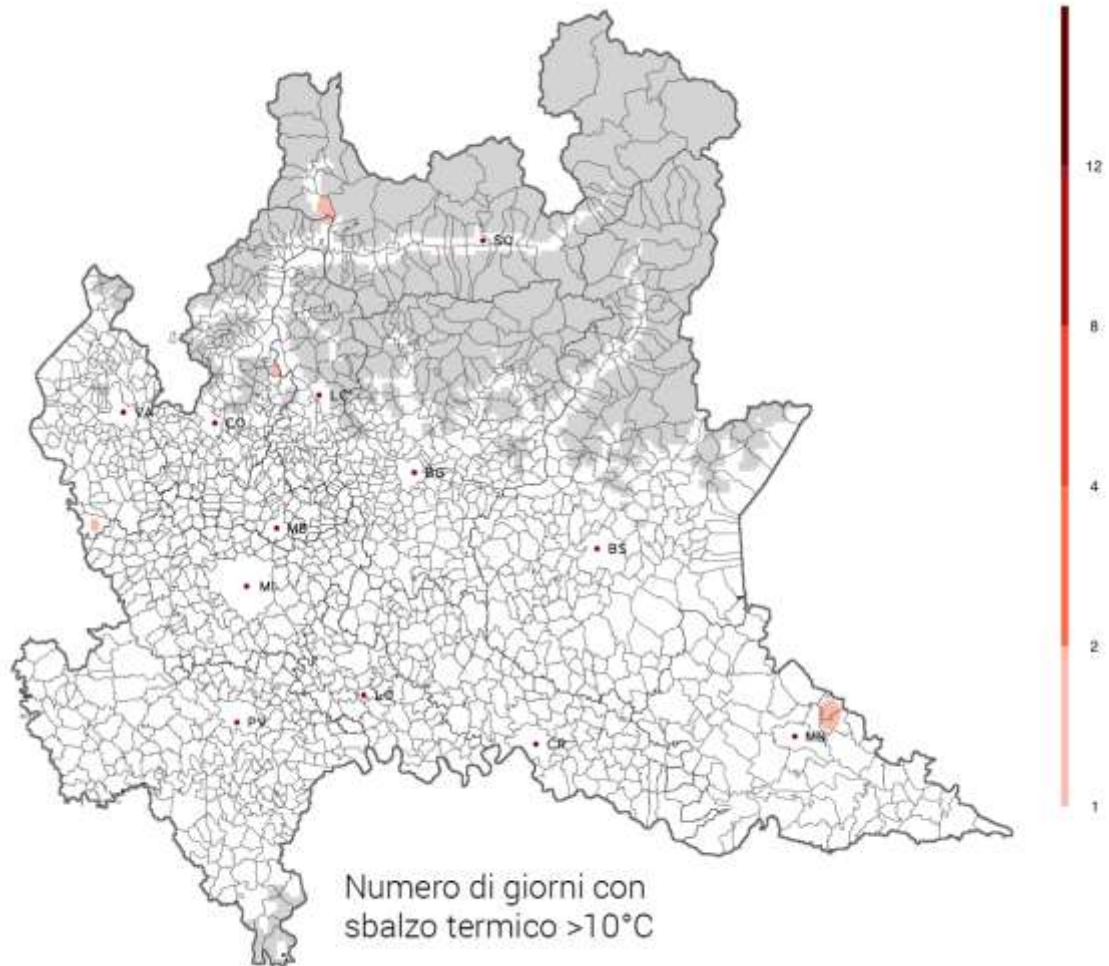 12
SO
8
LC
VA
CO
BG
4
MB
BS
MI
2
LO
PV
MN
CR
1
Numero di giorni con
sbalzo termico >10°C